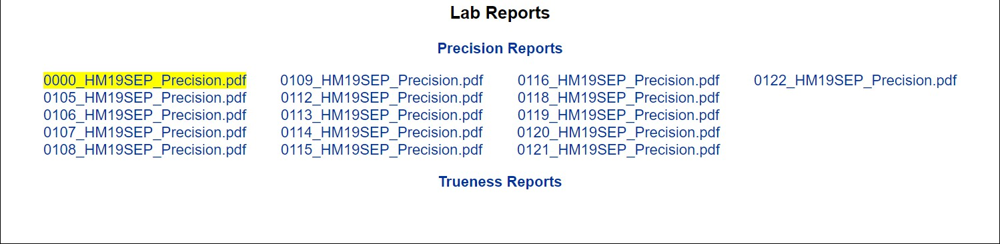 Lab Reports
Precision Reports
0000_HM19SEP_Precision.pdf 0109_HM19SEP_Precision.pdf 0116_HM19SEP_Precision.pdf 0122_HM19SEP_Precision.pdf
0105_HM19SEP_Precision.pdf 0112_HM19SEP_Precision.pdf 0118_HM19SEP_Precision.pdf
0106_HM19SEP_Precision.pdf 0113_HM19SEP_Precision.pdf 0119_HM19SEP_Precision.pdf
0107_HM19SEP_Precision.pdf 0114_HM19SEP_Precision.pdf 0120_HM19SEP_Precision.pdf
0108_HM19SEP_Precision.pdf 0115_HM19SEP_Precision.pdf 0121_HM19SEP_Precision.pdf
Trueness Reports